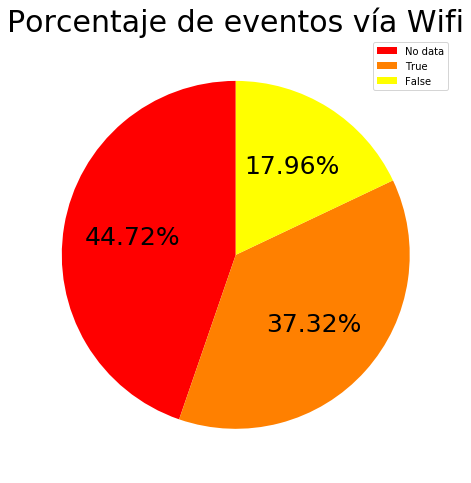 Porcentaje de eventos vía Wifi
No data
True
False
17.96%
44.72%
37.32%